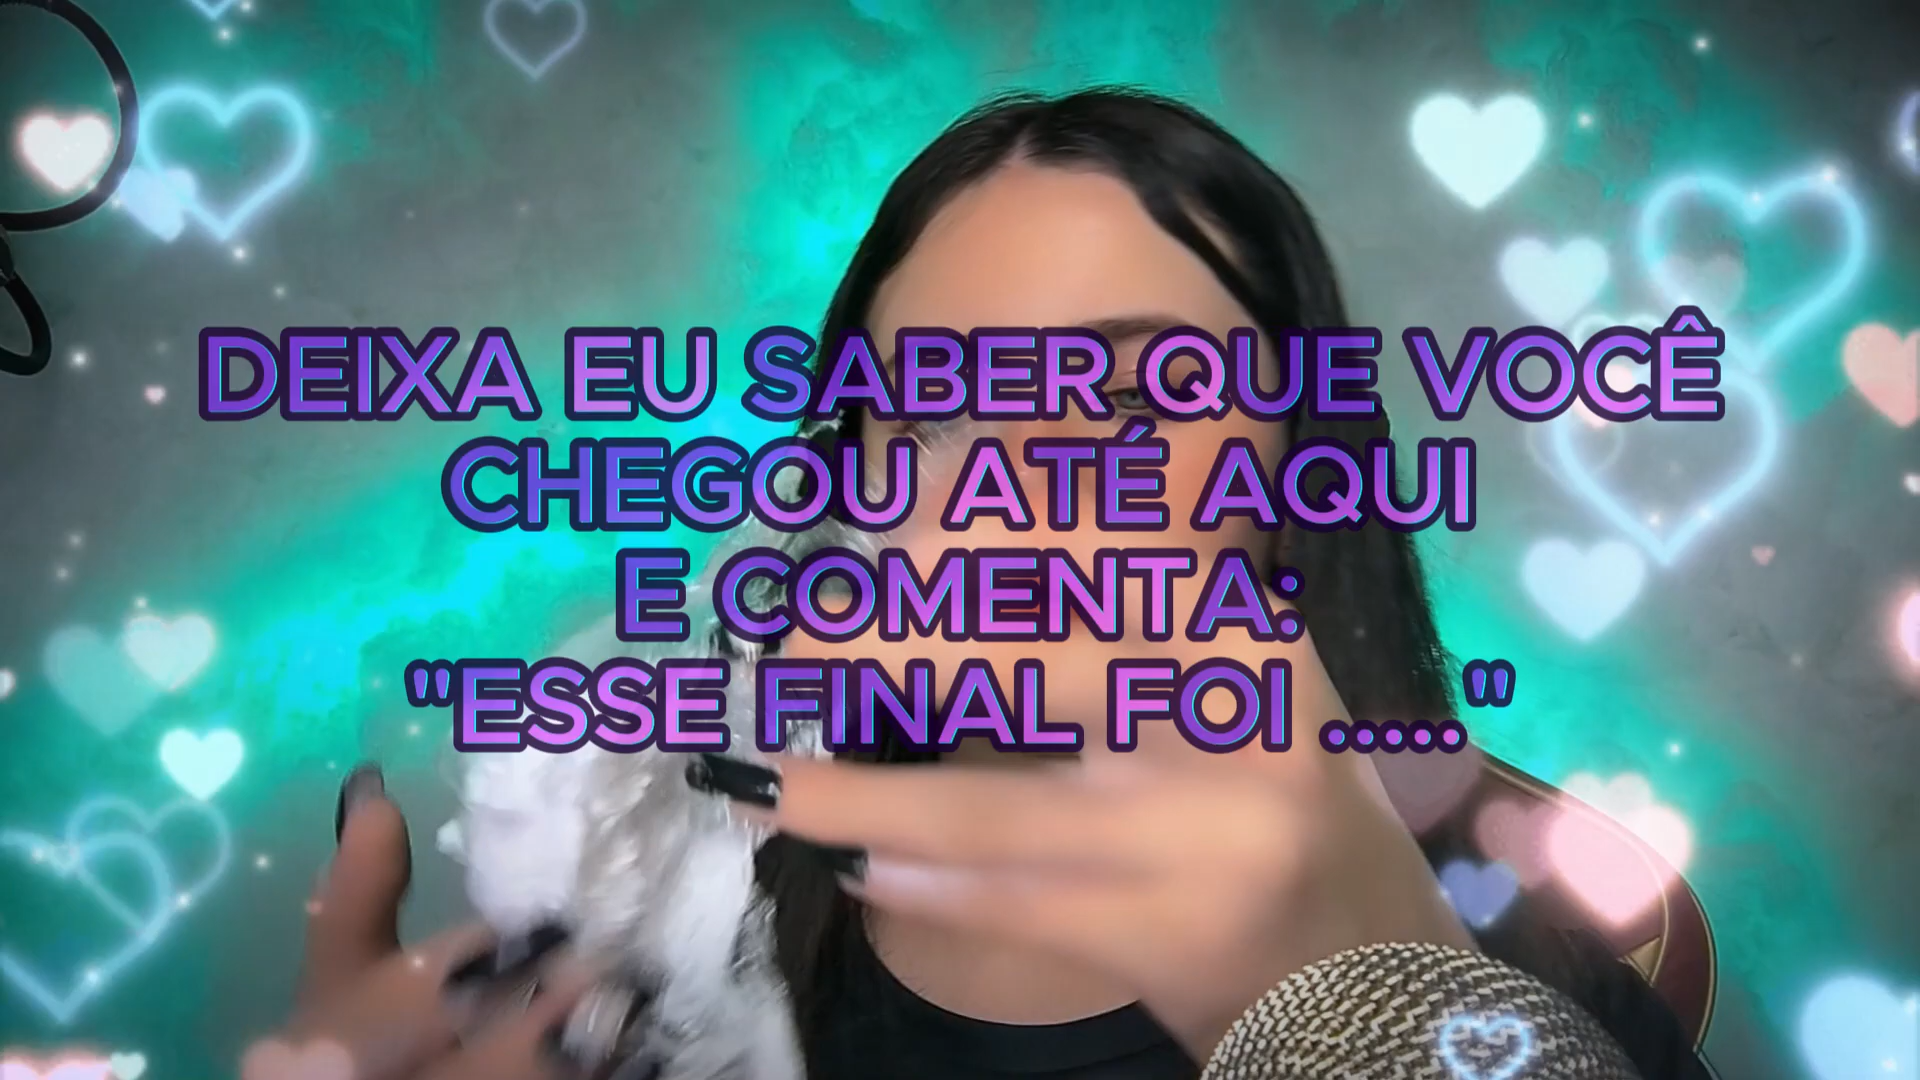 DEIXA EU SABER QUE VOCÊ
CHEGOU ATÉ AQUI
E COMENTA:
"ESSE FINAL FOI ....."